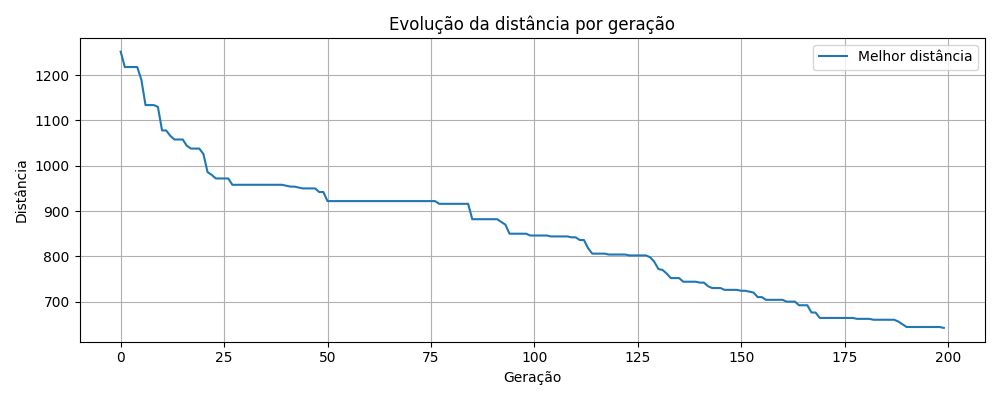 Evolução da distância por geração
Melhor distância
Distância
1200
1100
1000
900
800
700
0 25 50 75 100 125 150 175 200
Geração